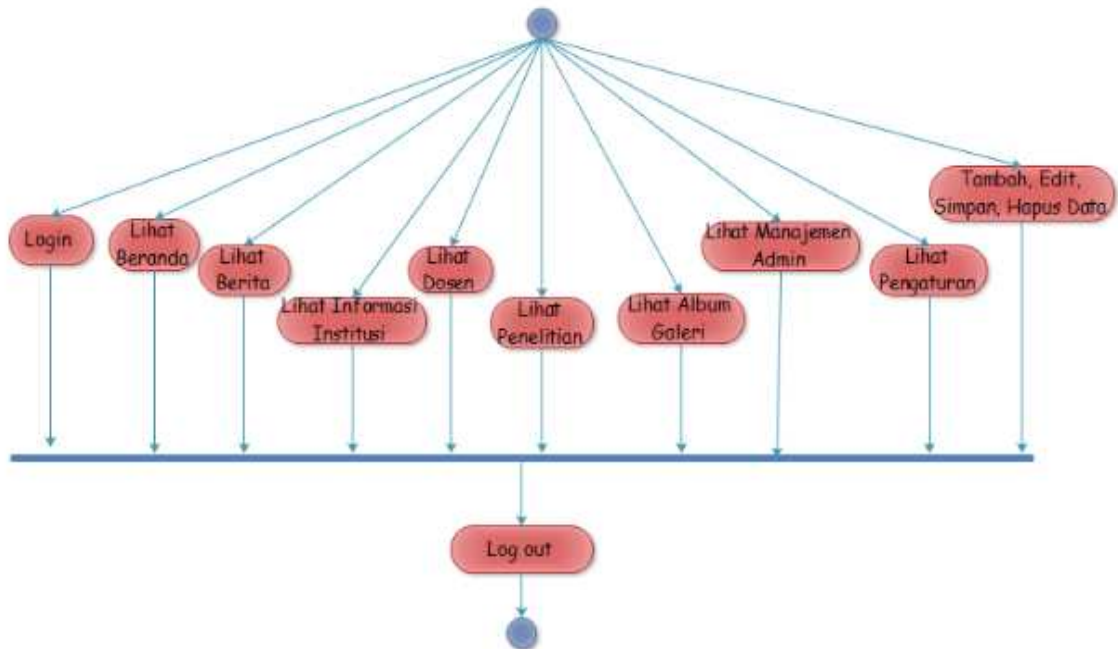 Login
Lihat
Beranda
Lihat
Berita
Lihat Informasi
Institusi
Lihat
Dosen
Lihat
Penelitian
Lihat Album
Galeri
Lihat Manajemen
Admin
Lihat
Pengaturan
Tambah, Edit,
Simpan, Hapus Data
Log out